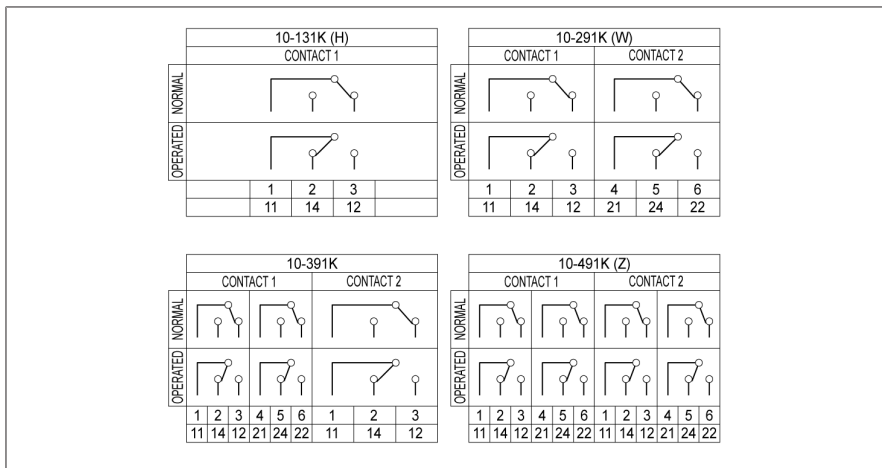 10-131K (H)
CONTACT 1
NORMAL
OPERATED
1 2 3
11 14 12
10-291K (W)
CONTACT 1 CONTACT 2
NORMAL
OPERATED
1 2 3 4 5 6
11 14 12 21 24 22
10-391K
CONTACT 1 CONTACT 2
NORMAL
OPERATED
1 2 3 4 5 6 1 2 3
11 14 12 21 24 22 11 14 12
10-491K (Z)
CONTACT 1 CONTACT 2
NORMAL
OPERATED
1 2 3 4 5 6 1 2 3 4 5 6
11 14 12 21 24 22 11 14 12 21 24 22